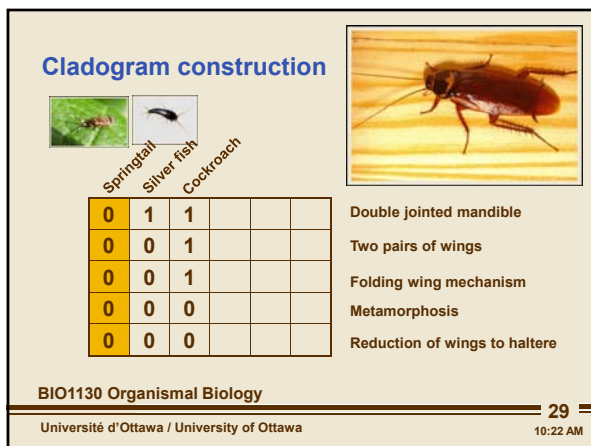 Cladogram construction
Springtail
Silver fish
Cockroach
0 1 1 Double jointed mandible
0 0 1 Two pairs of wings
0 0 1 Folding wing mechanism
0 0 0 Metamorphosis
0 0 0 Reduction of wings to haltere
BIO1130 Organismal Biology
29
Université d'Ottawa / University of Ottawa
10:22 AM